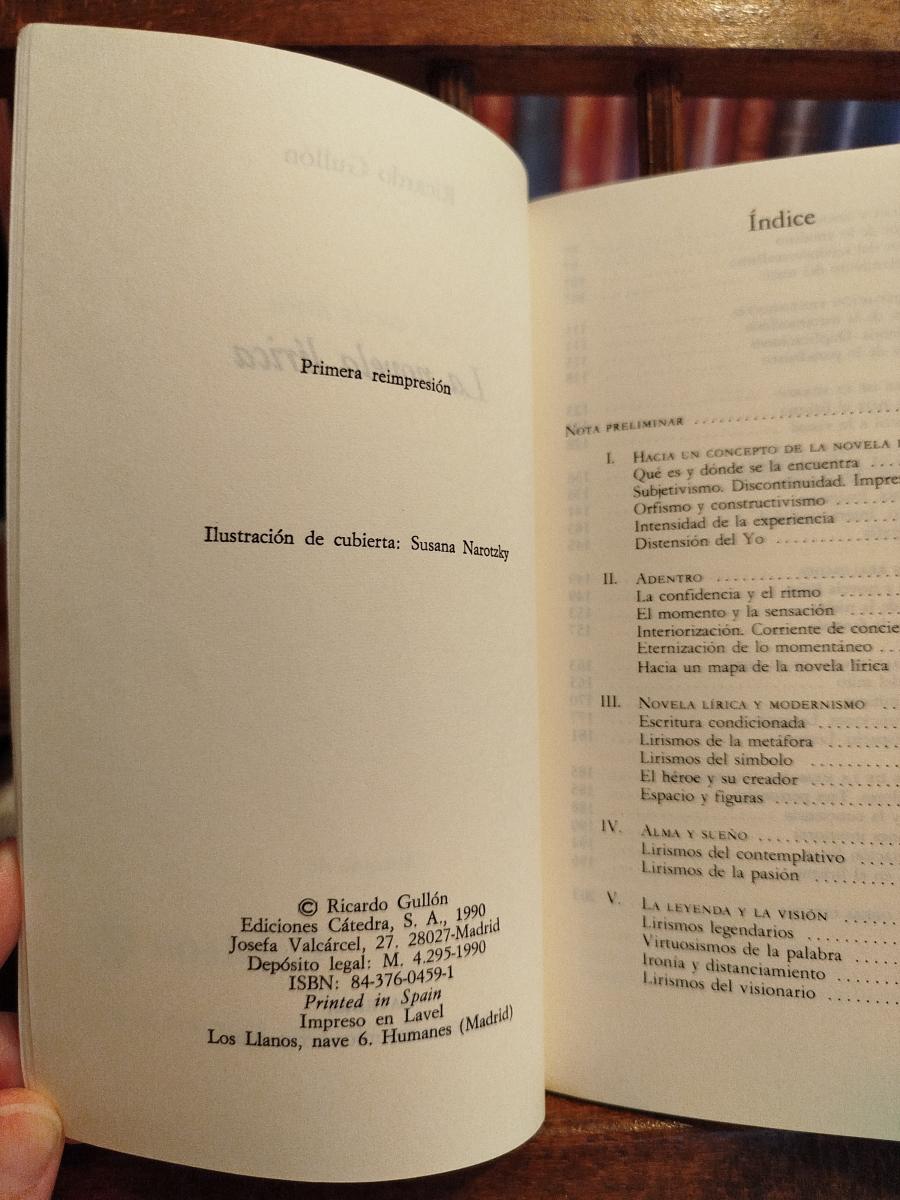 Primera reimpresión
Ilustración de cubierta: Susana Narotzky
© Ricardo Gullón
Ediciones Cátedra, S. A., 1990
Josefa Valcárcel, 27. 28027-Madrid
Depósito legal: M. 4.295-1990
ISBN: 84-376-0459-1
Printed in Spain
Impreso en Lavel
Los Llanos, nave 6. Humanes (Madrid)
Índice
NOTA PRELIMINAR
I. HACIA UN CONCEPTO DE LA NOVELA
Qué es y dónde se la encuentra
Subjetivismo. Discontinuidad. Impre
Orfismo y constructivismo
Intensidad de la experiencia
Distensión del Yo
II. ADENTRO
La confidencia y el ritmo
El momento y la sensación
Interiorización. Corriente de concie
Eternización de lo momentáneo
Hacia un mapa de la novela lírica
III. NOVELA LÍRICA Y MODERNISMO
Escritura condicionada
Lirismos de la metáfora
Lirismos del símbolo
El héroe y su creador
Espacio y figuras
IV. ALMA Y SUEÑO
Lirismos del contemplativo
Lirismos de la pasión
V. LA LEYENDA Y LA VISIÓN
Lirismos legendarios
Virtuosismos de la palabra
Ironía y distanciamiento
Lirismos del visionario